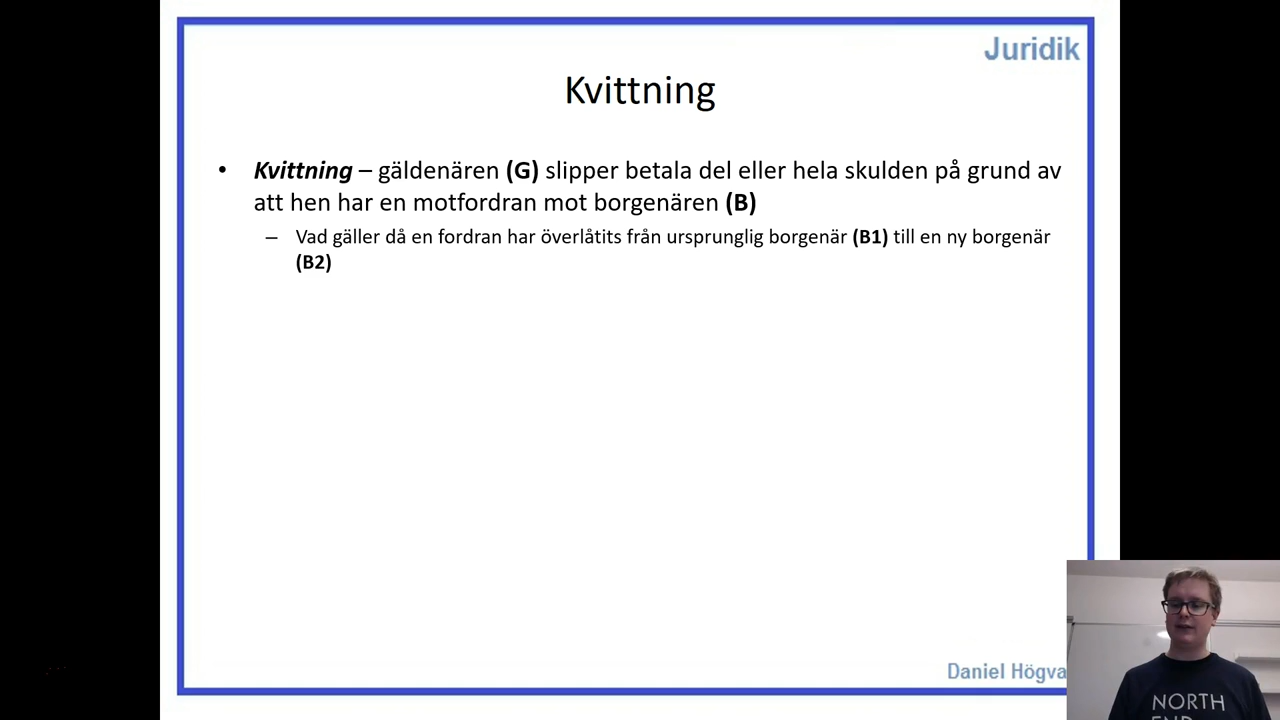 Juridik
Kvittning
• Kvittning – gäldenären (G) slipper betala del eller hela skulden på grund av
att hen har en motfordran mot borgenären (B)
– Vad gäller då en fordran har överlåtits från ursprunglig borgenär (B1) till en ny borgenär
(B2)
Daniel Högva
NORTH
END